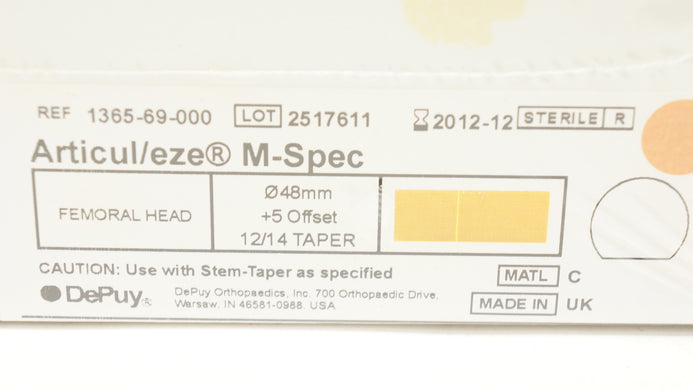 REF 1365-69-000 LOT 2517611 2012-12 STERILE R
Articul/eze® M-Spec
FEMORAL HEAD
Ø48mm
+5 Offset
12/14 TAPER
CAUTION: Use with Stem-Taper as specified
MATL C
DePuy® DePuy Orthopaedics, Inc. 700 Orthopaedic Drive,
Warsaw. IN 46581-0988. USA
MADE IN UK